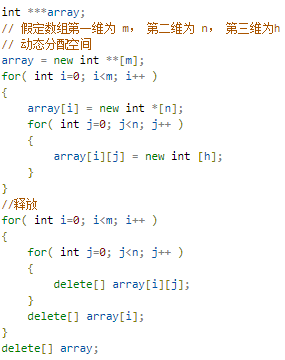 int ***array;
// 假定数组第一维为 m， 第二维为 n， 第三维为h
// 动态分配空间
array = new int **[m];
for( int i=0; i<m; i++ )
{
    array[i] = new int *[n];
    for( int j=0; j<n; j++ )
    {
        array[i][j] = new int [h];
    }
}
//释放
for( int i=0; i<m; i++ )
{
    for( int j=0; j<n; j++ )
    {
        delete[] array[i][j];
    }
    delete[] array[i];
}
delete[] array;